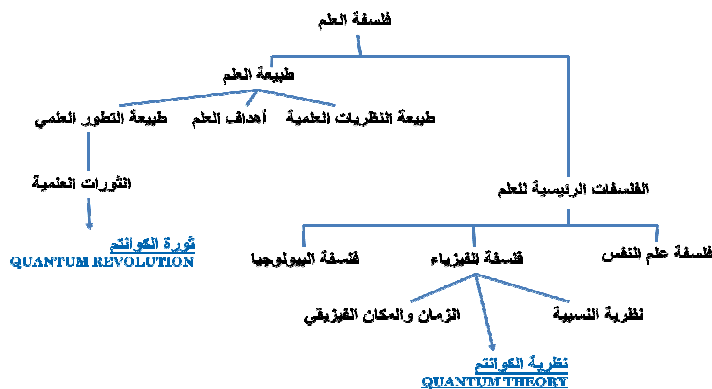 فلسفة العلم
طبيعة العلم
طبيعة النظريات العلمية
أهداف العلم
طبيعة التطور العلمي
الثورات العلمية
ثورة الكوانتم
QUANTUM REVOLUTION
الفلسفات الرئيسية للعلم
فلسفة علم النفس
فلسفة الفيزياء
فلسفة البيولوجيا
نظرية النسبية
الزمان والمكان الفيزيقي
نظرية الكوانتم
QUANTUM THEORY